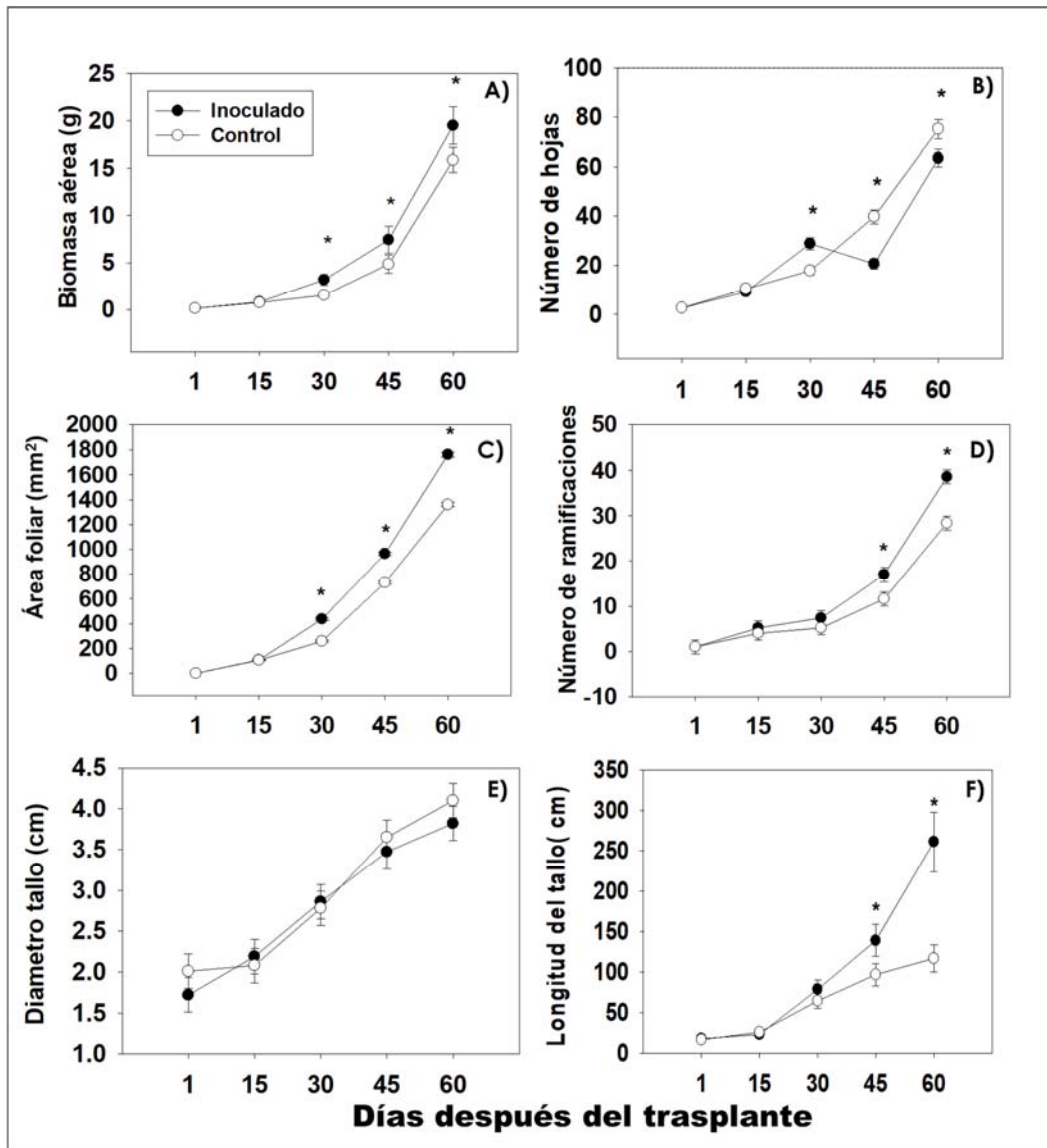 A)
Inoculado
Control
Biomasa aérea (g)
25
20
15
10
5
0
* * *
1 15 30 45 60
B)
Número de hojas
100
80
60
40
20
0
* * *
1 15 30 45 60
C)
Área foliar (mm²)
2000
1800
1600
1400
1200
1000
800
600
400
200
0
* * *
1 15 30 45 60
D)
Número de ramificaciones
50
40
30
20
10
0
-10
* *
1 15 30 45 60
E)
Diametro tallo (cm)
4.5
4.0
3.5
3.0
2.5
2.0
1.5
1.0
1 15 30 45 60
F)
Longitud del tallo( cm)
350
300
250
200
150
100
50
0
* *
1 15 30 45 60
Días después del trasplante